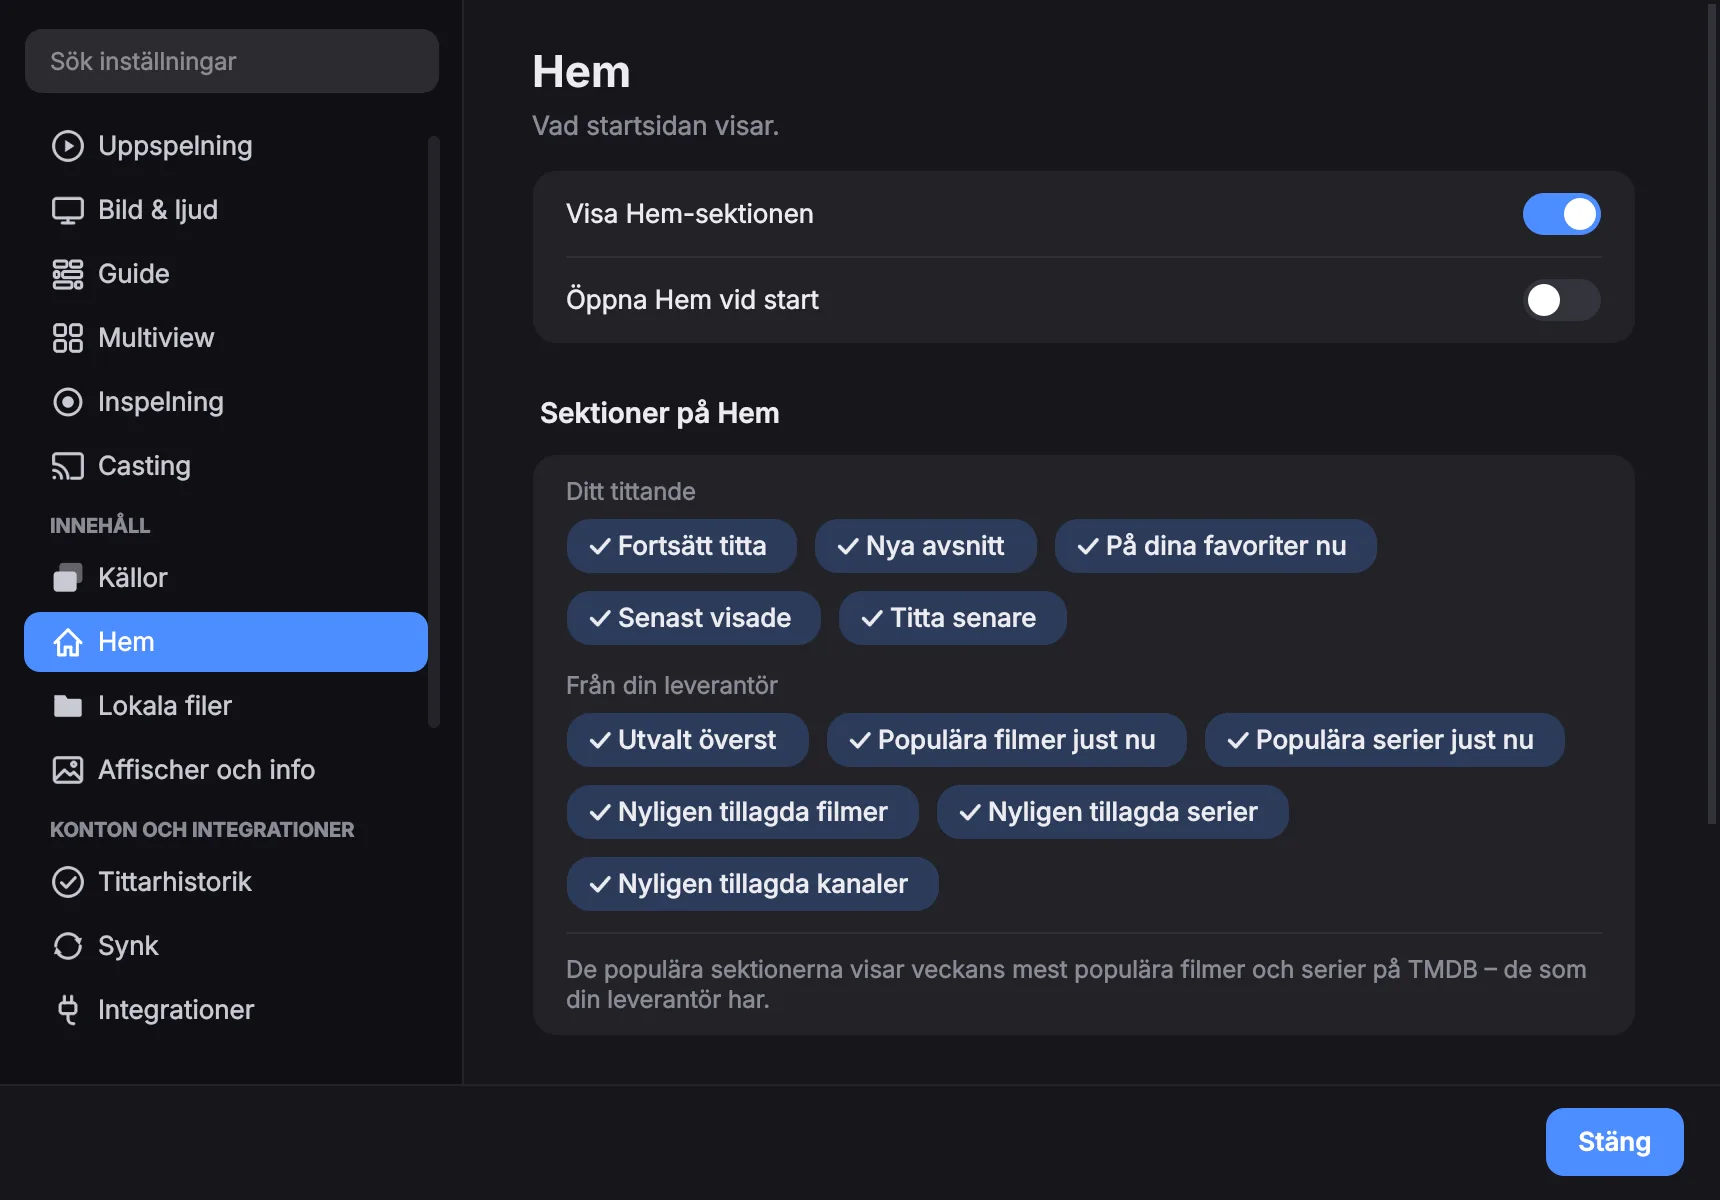 Sök inställningar
Uppspelning
Bild & ljud
Guide
Multiview
Inspelning
Casting
INNEHÅLL
Källor
Hem
Lokala filer
Affischer och info
KONTON OCH INTEGRATIONER
Tittarhistorik
Synk
Integrationer
Hem
Vad startsidan visar.
Visa Hem-sektionen
Öppna Hem vid start
Sektioner på Hem
Ditt tittande
Fortsätt titta
Nya avsnitt
På dina favoriter nu
Senast visade
Titta senare
Från din leverantör
Utvalt överst
Populära filmer just nu
Populära serier just nu
Nyligen tillagda filmer
Nyligen tillagda serier
Nyligen tillagda kanaler
De populära sektionerna visar veckans mest populära filmer och serier på TMDB – de som
din leverantör har.
Stäng